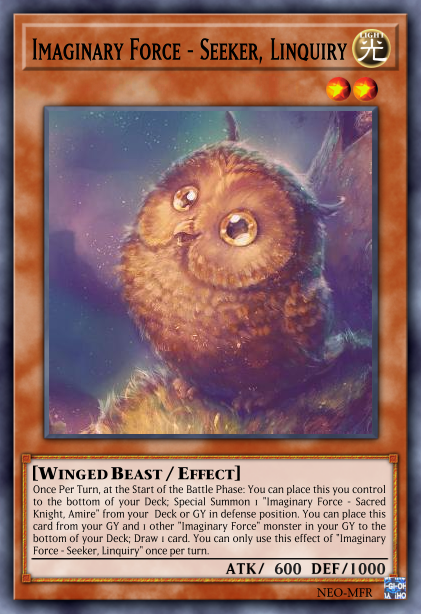 Imaginary Force - Seeker, Linquiry
LIGHT
光
[Winged Beast / Effect]
Once Per Turn, at the Start of the Battle Phase: You can place this you control
to the bottom of your Deck; Special Summon 1 "Imaginary Force - Sacred
Knight, Amire" from your Deck or GY in defense position. You can place this
card from your GY and 1 other "Imaginary Force" monster in your GY to the
bottom of your Deck; Draw 1 card. You can only use this effect of "Imaginary
Force - Seeker, Linquiry" once per turn.
ATK/ 600 DEF/1000
NEO-MFR